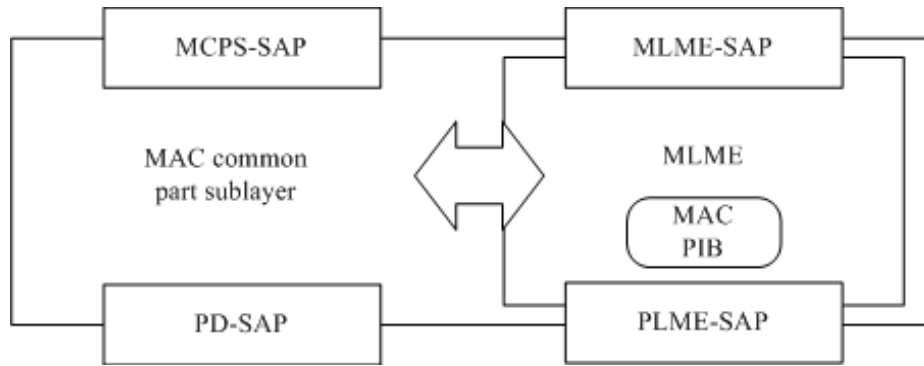 MCPS-SAP
MLME-SAP
MAC common
part sublayer
MLME
MAC
PIB
PD-SAP
PLME-SAP